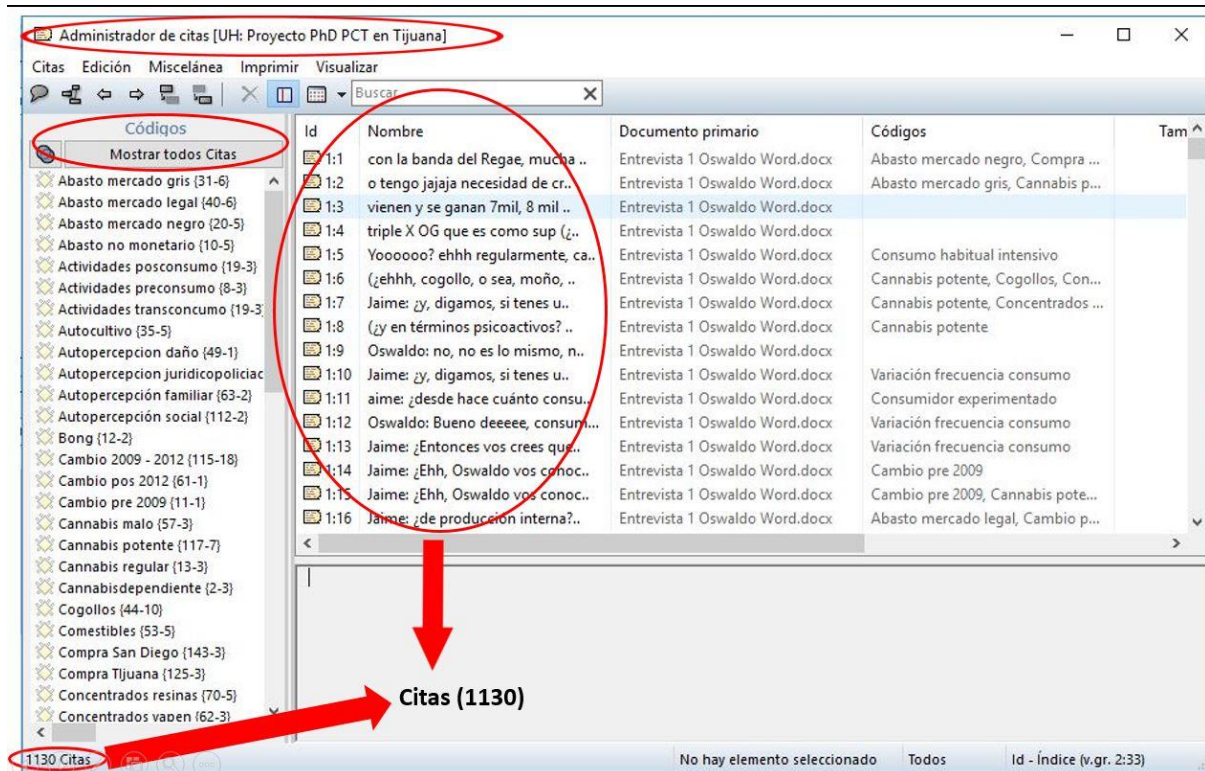 Administrador de citas [UH: Proyecto PhD PCT en Tijuana]
Citas Edición Miscelánea Imprimir Visualizar
Buscar
Códigos
Mostrar todos Citas
Abasto mercado gris {31-6}
Abasto mercado legal {40-6}
Abasto mercado negro {20-5}
Abasto no monetario {10-5}
Actividades posconsumo {19-3}
Actividades preconsumo {8-3}
Actividades transconcumo {19-3}
Autocultivo {35-5}
Autopercepcion daño {49-1}
Autopercepcion juridicopoliciac
Autopercepción familiar {63-2}
Autopercepción social {112-2}
Bong {12-2}
Cambio 2009 - 2012 {115-18}
Cambio pos 2012 {61-1}
Cambio pre 2009 {11-1}
Cannabis malo {57-3}
Cannabis potente {117-7}
Cannabis regular {13-3}
Cannabisdependiente {2-3}
Cogollos {44-10}
Comestibles {53-5}
Compra San Diego {143-3}
Compra TIjuana {125-3}
Concentrados resinas {70-5}
Concentrados vapen {62-3}
Id Nombre Documento primario Códigos Tam
1:1 con la banda del Regae, mucha .. Entrevista 1 Oswaldo Word.docx Abasto mercado negro, Compra ...
1:2 o tengo jajaja necesidad de cr.. Entrevista 1 Oswaldo Word.docx Abasto mercado gris, Cannabis p...
1:3 vienen y se ganan 7mil, 8 mil .. Entrevista 1 Oswaldo Word.docx
1:4 triple X OG que es como sup (¿.. Entrevista 1 Oswaldo Word.docx
1:5 Yoooooo? ehhh regularmente, ca.. Entrevista 1 Oswaldo Word.docx Consumo habitual intensivo
1:6 (¿ehhh, cogollo, o sea, moño, .. Entrevista 1 Oswaldo Word.docx Cannabis potente, Cogollos, Con...
1:7 Jaime: ¿y, digamos, si tenes u.. Entrevista 1 Oswaldo Word.docx Cannabis potente, Concentrados ...
1:8 (¿y en términos psicoactivos? .. Entrevista 1 Oswaldo Word.docx Cannabis potente
1:9 Oswaldo: no, no es lo mismo, n.. Entrevista 1 Oswaldo Word.docx
1:10 Jaime: ¿y, digamos, si tenes u.. Entrevista 1 Oswaldo Word.docx Variación frecuencia consumo
1:11 aime: ¿desde hace cuánto consu.. Entrevista 1 Oswaldo Word.docx Consumidor experimentado
1:12 Oswaldo: Bueno deeeee, consum... Entrevista 1 Oswaldo Word.docx Variación frecuencia consumo
1:13 Jaime: ¿Entonces vos crees que.. Entrevista 1 Oswaldo Word.docx Variación frecuencia consumo
1:14 Jaime: ¿Ehh, Oswaldo vos conoc.. Entrevista 1 Oswaldo Word.docx Cambio pre 2009
1:15 Jaime: ¿Ehh, Oswaldo vos conoc.. Entrevista 1 Oswaldo Word.docx Cambio pre 2009, Cannabis pote...
1:16 Jaime: ¿de producción interna?.. Entrevista 1 Oswaldo Word.docx Abasto mercado legal, Cambio p...
Citas (1130)
1130 Citas No hay elemento seleccionado Todos Id - Índice (v.gr. 2:33)